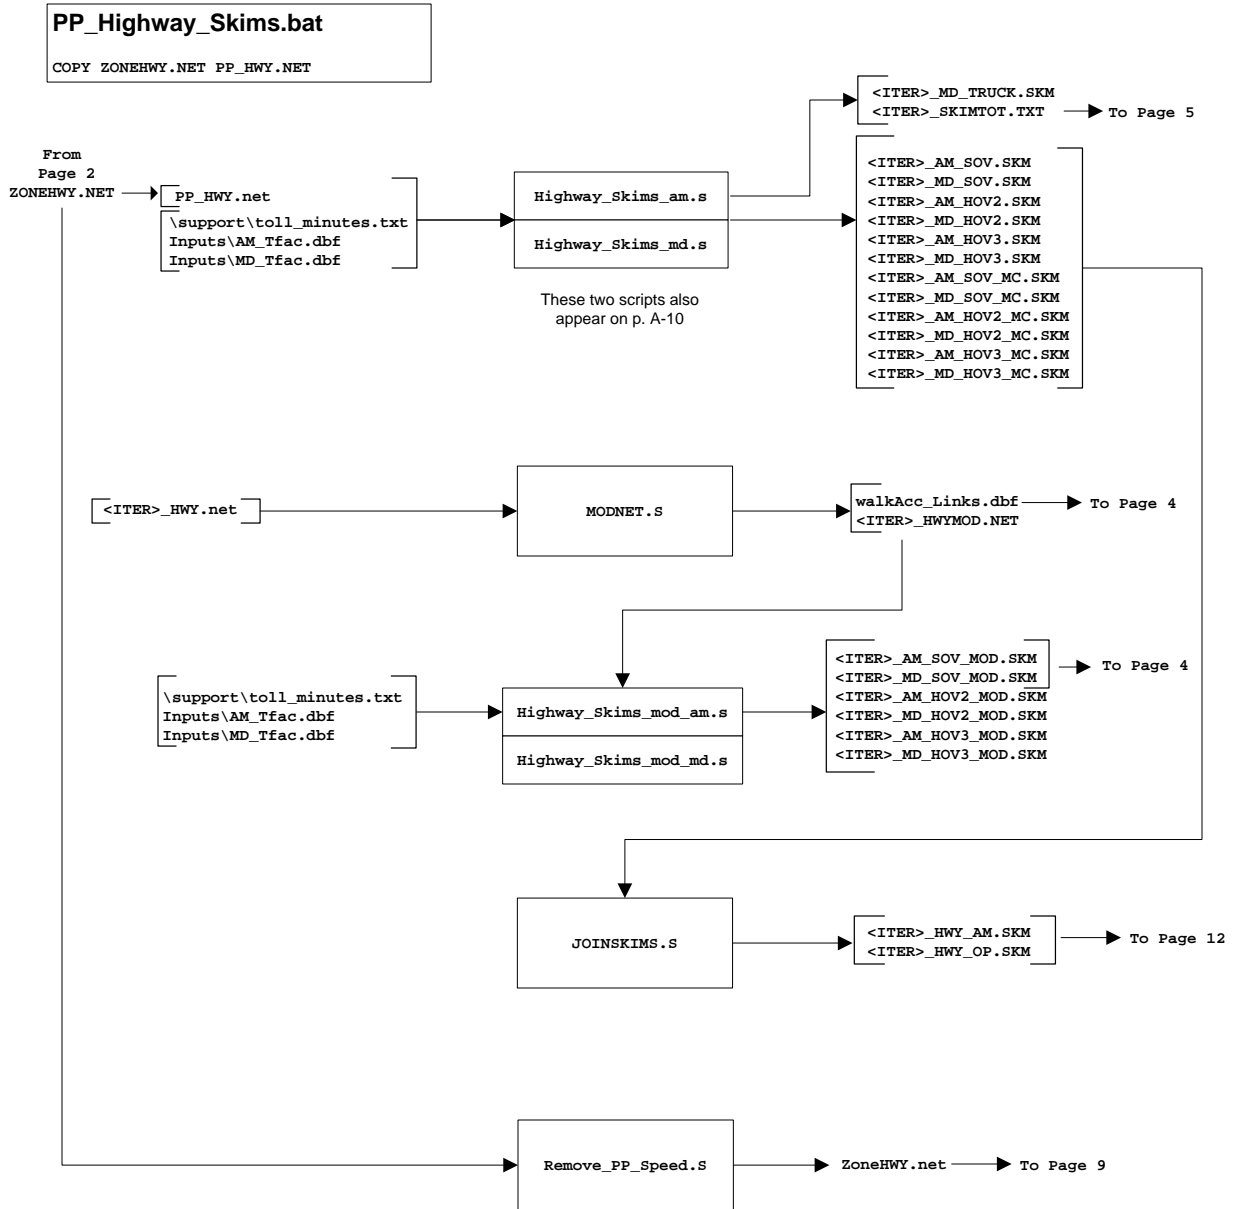 PP_Highway_Skims.bat
COPY ZONEHWY.NET PP_HWY.NET
<ITER>_MD_TRUCK.SKM
<ITER>_SKIMTOT.TXT
To Page 5
From
Page 2
ZONEHWY.NET
PP_HWY.net
\support\toll_minutes.txt
Inputs\AM_Tfac.dbf
Inputs\MD_Tfac.dbf
Highway_Skims_am.s
Highway_Skims_md.s
These two scripts also
appear on p. A-10
<ITER>_AM_SOV.SKM
<ITER>_MD_SOV.SKM
<ITER>_AM_HOV2.SKM
<ITER>_MD_HOV2.SKM
<ITER>_AM_HOV3.SKM
<ITER>_MD_HOV3.SKM
<ITER>_AM_SOV_MC.SKM
<ITER>_MD_SOV_MC.SKM
<ITER>_AM_HOV2_MC.SKM
<ITER>_MD_HOV2_MC.SKM
<ITER>_AM_HOV3_MC.SKM
<ITER>_MD_HOV3_MC.SKM
<ITER>_HWY.net
MODNET.S
walkAcc_Links.dbf
<ITER>_HWYMOD.NET
To Page 4
\support\toll_minutes.txt
Inputs\AM_Tfac.dbf
Inputs\MD_Tfac.dbf
Highway_Skims_mod_am.s
Highway_Skims_mod_md.s
<ITER>_AM_SOV_MOD.SKM
<ITER>_MD_SOV_MOD.SKM
<ITER>_AM_HOV2_MOD.SKM
<ITER>_MD_HOV2_MOD.SKM
<ITER>_AM_HOV3_MOD.SKM
<ITER>_MD_HOV3_MOD.SKM
To Page 4
JOINSKIMS.S
<ITER>_HWY_AM.SKM
<ITER>_HWY_OP.SKM
To Page 12
Remove_PP_Speed.S
ZoneHWY.net
To Page 9